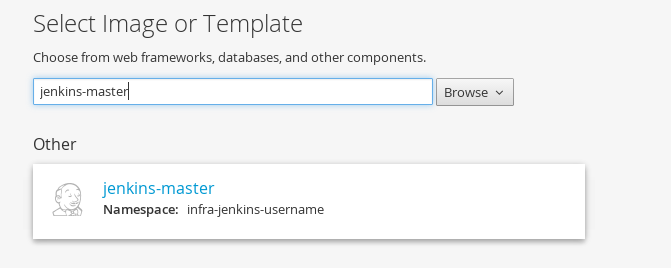 Select Image or Template
Choose from web frameworks, databases, and other components.
jenkins-master
Browse
Other
jenkins-master
Namespace: infra-jenkins-username